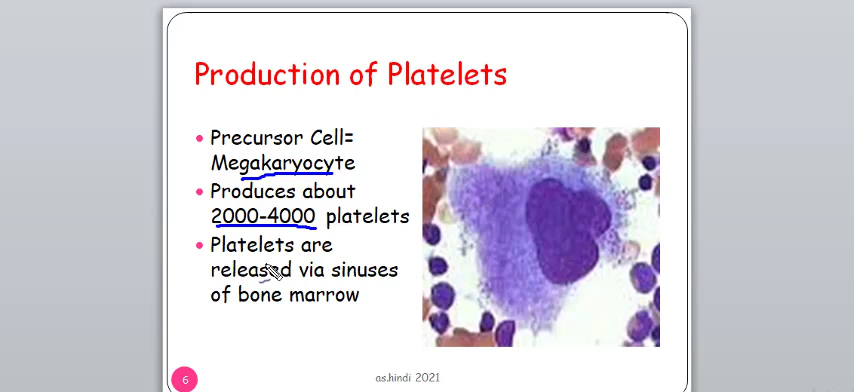 Production of Platelets
• Precursor Cell=
Megakaryocyte
• Produces about
2000-4000 platelets
• Platelets are
released via sinuses
of bone marrow
6
as.hindi 2021